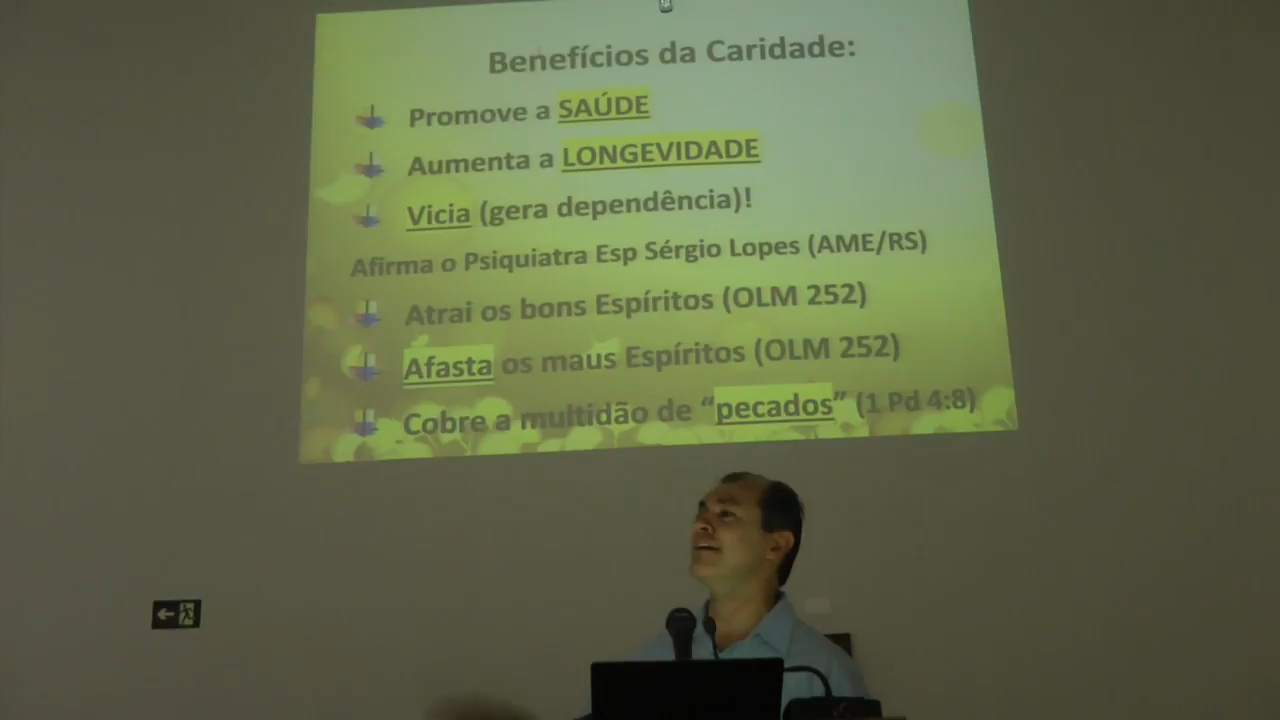 Benefícios da Caridade:
Promove a SAÚDE
Aumenta a LONGEVIDADE
Vicia (gera dependência)!
Afirma o Psiquiatra Esp Sérgio Lopes (AME/RS)
Atrai os bons Espíritos (OLM 252)
Afasta os maus Espíritos (OLM 252)
Cobre a multidão de “pecados” (1 Pd 4:8)